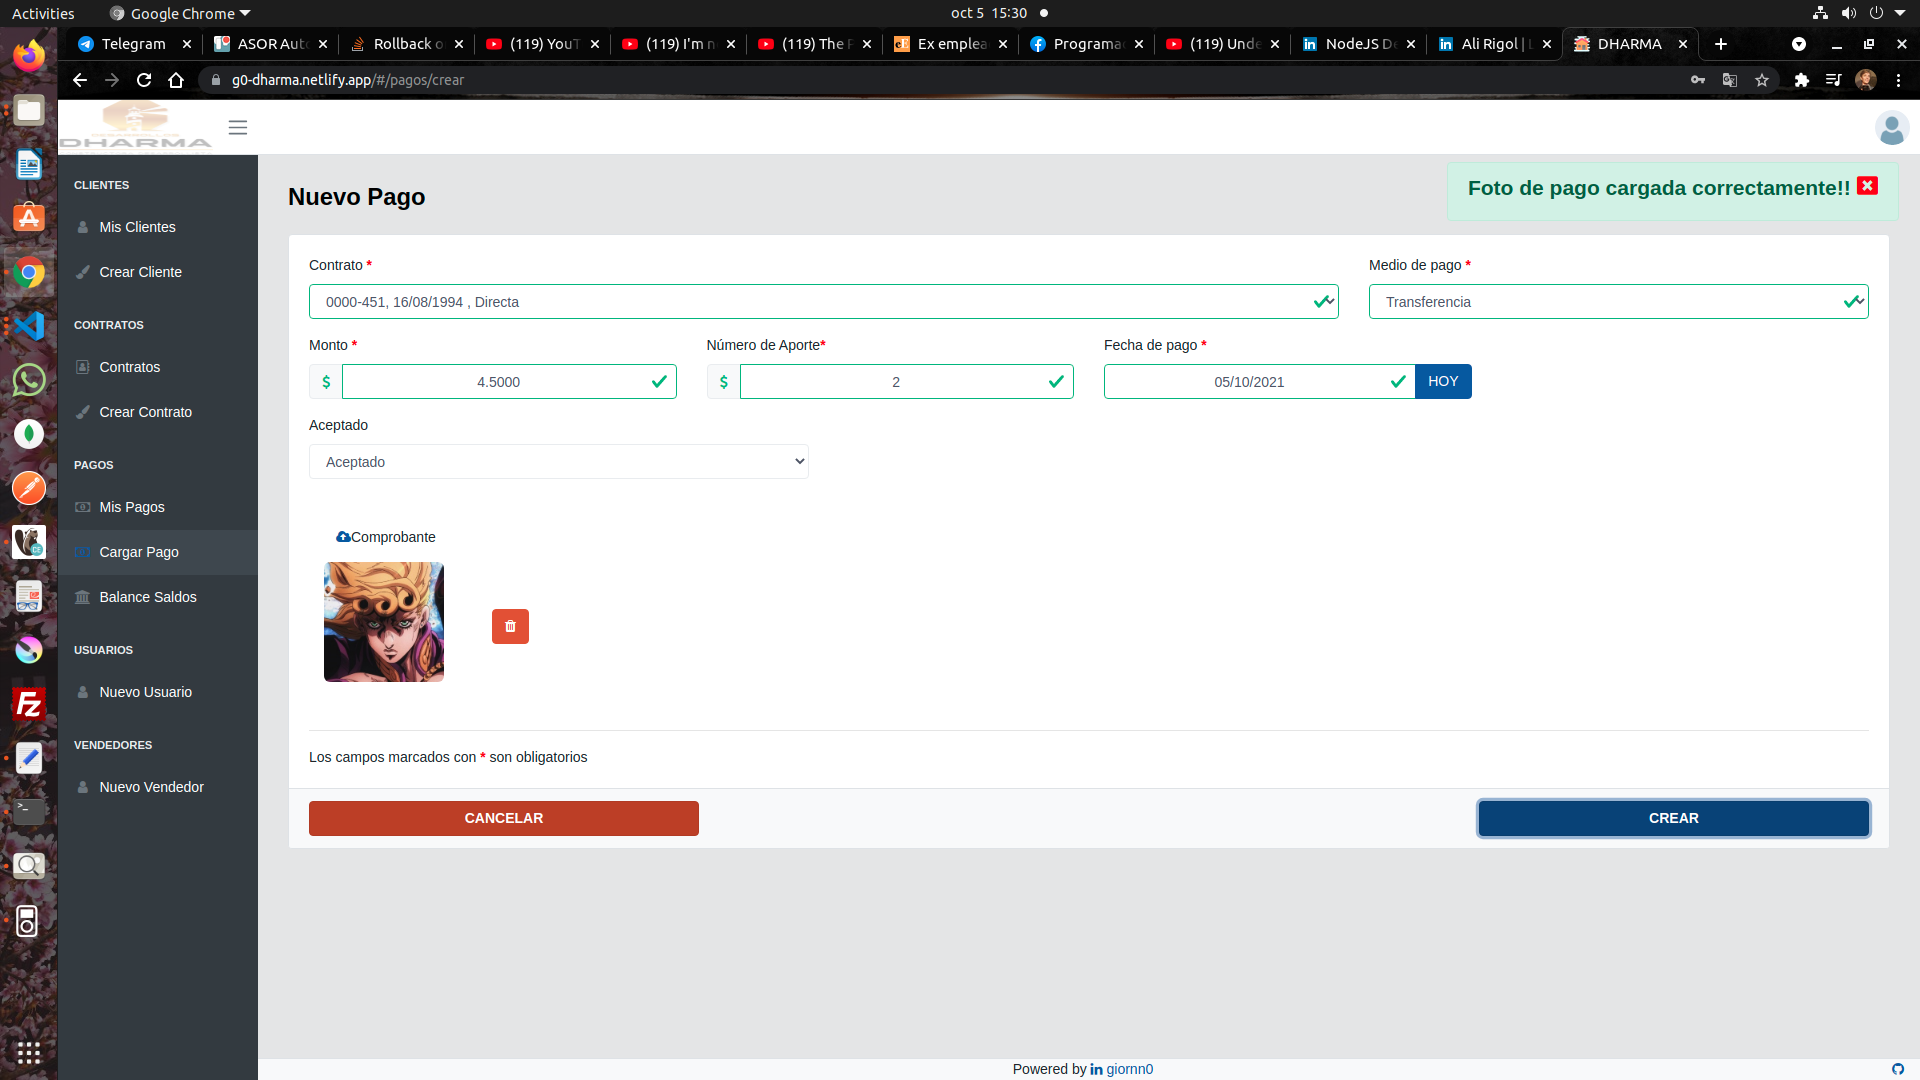 Activities
Google Chrome
oct 5 15:30
Telegram
ASOR Aut
Rollback o
(119) YouT
(119) I'm n
(119) The P
Ex emplea
Programa
(119) Unde
NodeJS De
Ali Rigol | L
DHARMA
g0-dharma.netlify.app/#/pagos/crear
DHARMA
CLIENTES
Mis Clientes
Crear Cliente
CONTRATOS
Contratos
Crear Contrato
PAGOS
Mis Pagos
Cargar Pago
Balance Saldos
USUARIOS
Nuevo Usuario
VENDEDORES
Nuevo Vendedor
Nuevo Pago
Foto de pago cargada correctamente!!
Contrato *
Medio de pago *
0000-451, 16/08/1994 , Directa
Transferencia
Monto *
Número de Aporte*
Fecha de pago *
$ 4.5000
$ 2
05/10/2021
HOY
Aceptado
Aceptado
Comprobante
Los campos marcados con * son obligatorios
CANCELAR
CREAR
Powered by in giornn0